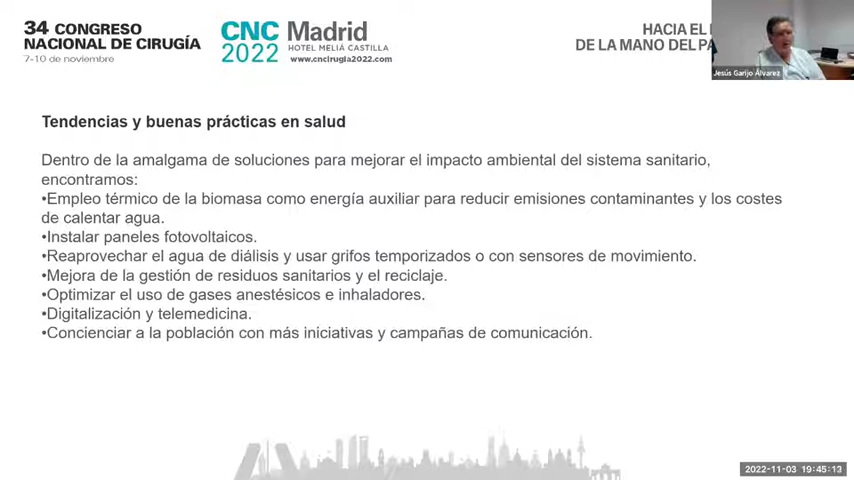 34 CONGRESO
NACIONAL DE CIRUGÍA
7-10 de noviembre
CNC Madrid
2022 HOTEL MELIÁ CASTILLA
www.cncirugia2022.com
HACIA EL
DE LA MANO DEL
Jesús Garijo Álvarez
Tendencias y buenas prácticas en salud
Dentro de la amalgama de soluciones para mejorar el impacto ambiental del sistema sanitario,
encontramos:
•Empleo térmico de la biomasa como energía auxiliar para reducir emisiones contaminantes y los costes
de calentar agua.
•Instalar paneles fotovoltaicos.
•Reaprovechar el agua de diálisis y usar grifos temporizados o con sensores de movimiento.
•Mejora de la gestión de residuos sanitarios y el reciclaje.
•Optimizar el uso de gases anestésicos e inhaladores.
•Digitalización y telemedicina.
•Concienciar a la población con más iniciativas y campañas de comunicación.
2022-11-03 19:45:13